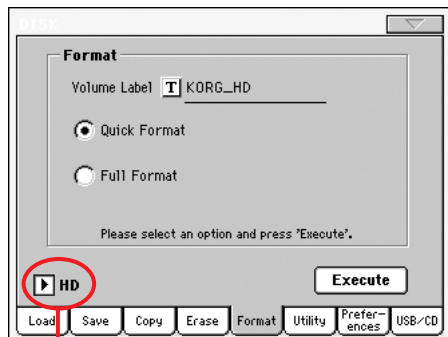 DISK
Format
Volume Label T KORG_HD
Quick Format
Full Format
Please select an option and press 'Execute'.
HD
Execute
Load Save Copy Erase Format Utility Prefer-ences USB/CD